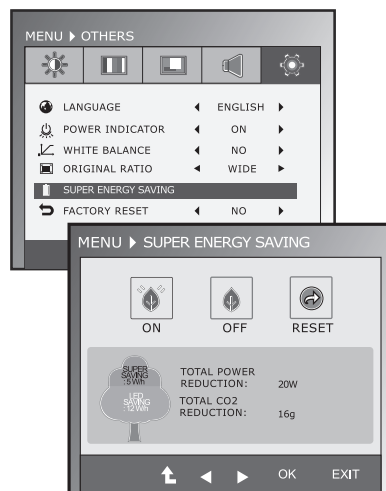 MENU ▶ OTHERS
LANGUAGE ◀ ENGLISH ▶
POWER INDICATOR ◀ ON ▶
WHITE BALANCE ◀ NO ▶
ORIGINAL RATIO ◀ WIDE ▶
SUPER ENERGY SAVING
FACTORY RESET ◀ NO ▶
MENU ▶ SUPER ENERGY SAVING
ON OFF RESET
SUPER
SAVING
: 5 W/h
LED
SAVING
: 12 W/h
TOTAL POWER
REDUCTION: 20W
TOTAL CO2
REDUCTION: 16g
OK EXIT